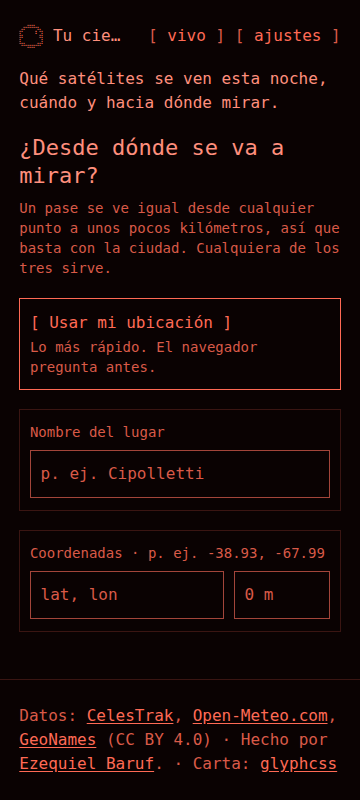 Tu cie… [ vivo ] [ ajustes ]
Qué satélites se ven esta noche,
cuándo y hacia dónde mirar.
¿Desde dónde se va a
mirar?
Un pase se ve igual desde cualquier
punto a unos pocos kilómetros, así que
basta con la ciudad. Cualquiera de los
tres sirve.
[ Usar mi ubicación ]
Lo más rápido. El navegador
pregunta antes.
Nombre del lugar
p. ej. Cipolletti
Coordenadas · p. ej. -38.93, -67.99
lat, lon 0 m
Datos: CelesTrak, Open-Meteo.com,
GeoNames (CC BY 4.0) · Hecho por
Ezequiel Baruf. · Carta: glyphcss